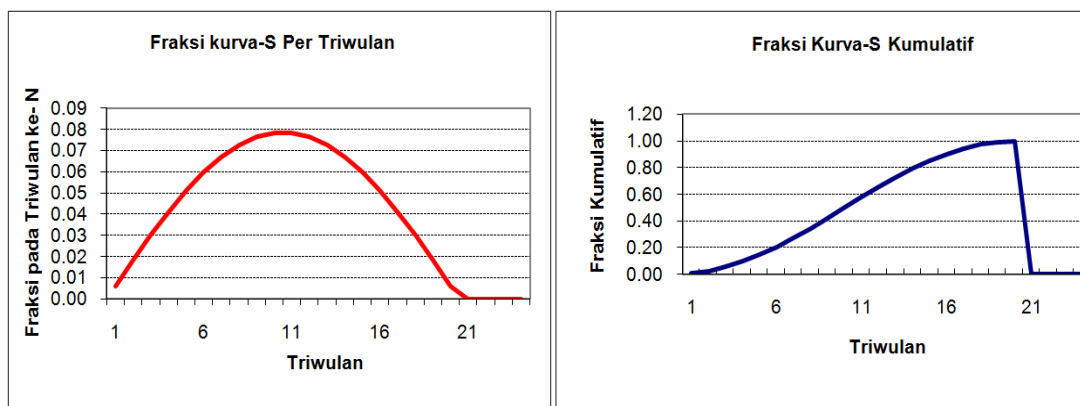 Fraksi kurva-S Per Triwulan
Fraksi pada Triwulan ke- N
0.09
0.08
0.07
0.06
0.05
0.04
0.03
0.02
0.01
0.00
1 6 11 16 21
Triwulan
Fraksi Kurva-S Kumulatif
Fraksi Kumulatif
1.20
1.00
0.80
0.60
0.40
0.20
0.00
1 6 11 16 21
Triwulan